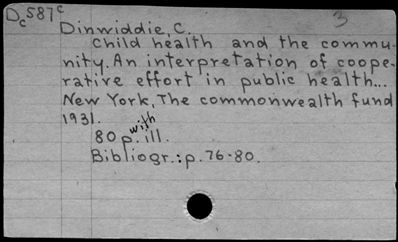 Dc587c 3
Dinwiddie, C.
Child health and the commu-
nity. An interpretation of coope-
rative effort in public health...
New York, The commonwealth fund
1931.
80 p. with ill.
Bibliogr.: p. 76-80.